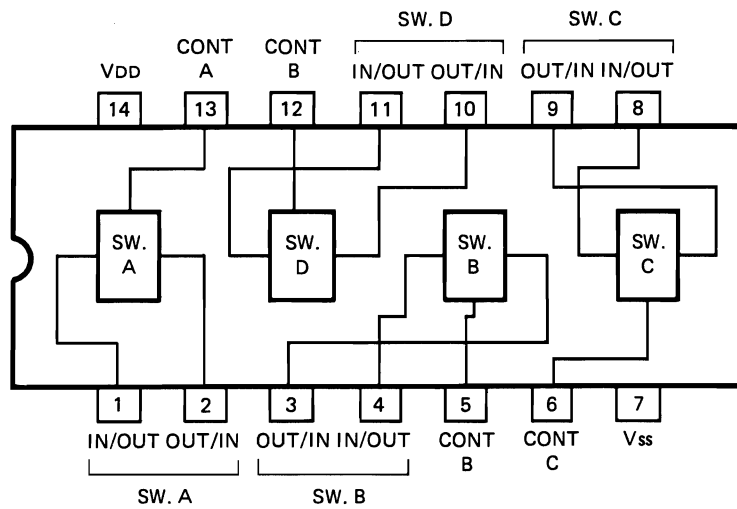 SW. D SW. C
CONT CONT
VDD A B IN/OUT OUT/IN OUT/IN IN/OUT
14 13 12 11 10 9 8
SW. SW. SW. SW.
A D B C
1 2 3 4 5 6 7
IN/OUT OUT/IN OUT/IN IN/OUT CONT CONT Vss
B C
SW. A SW. B